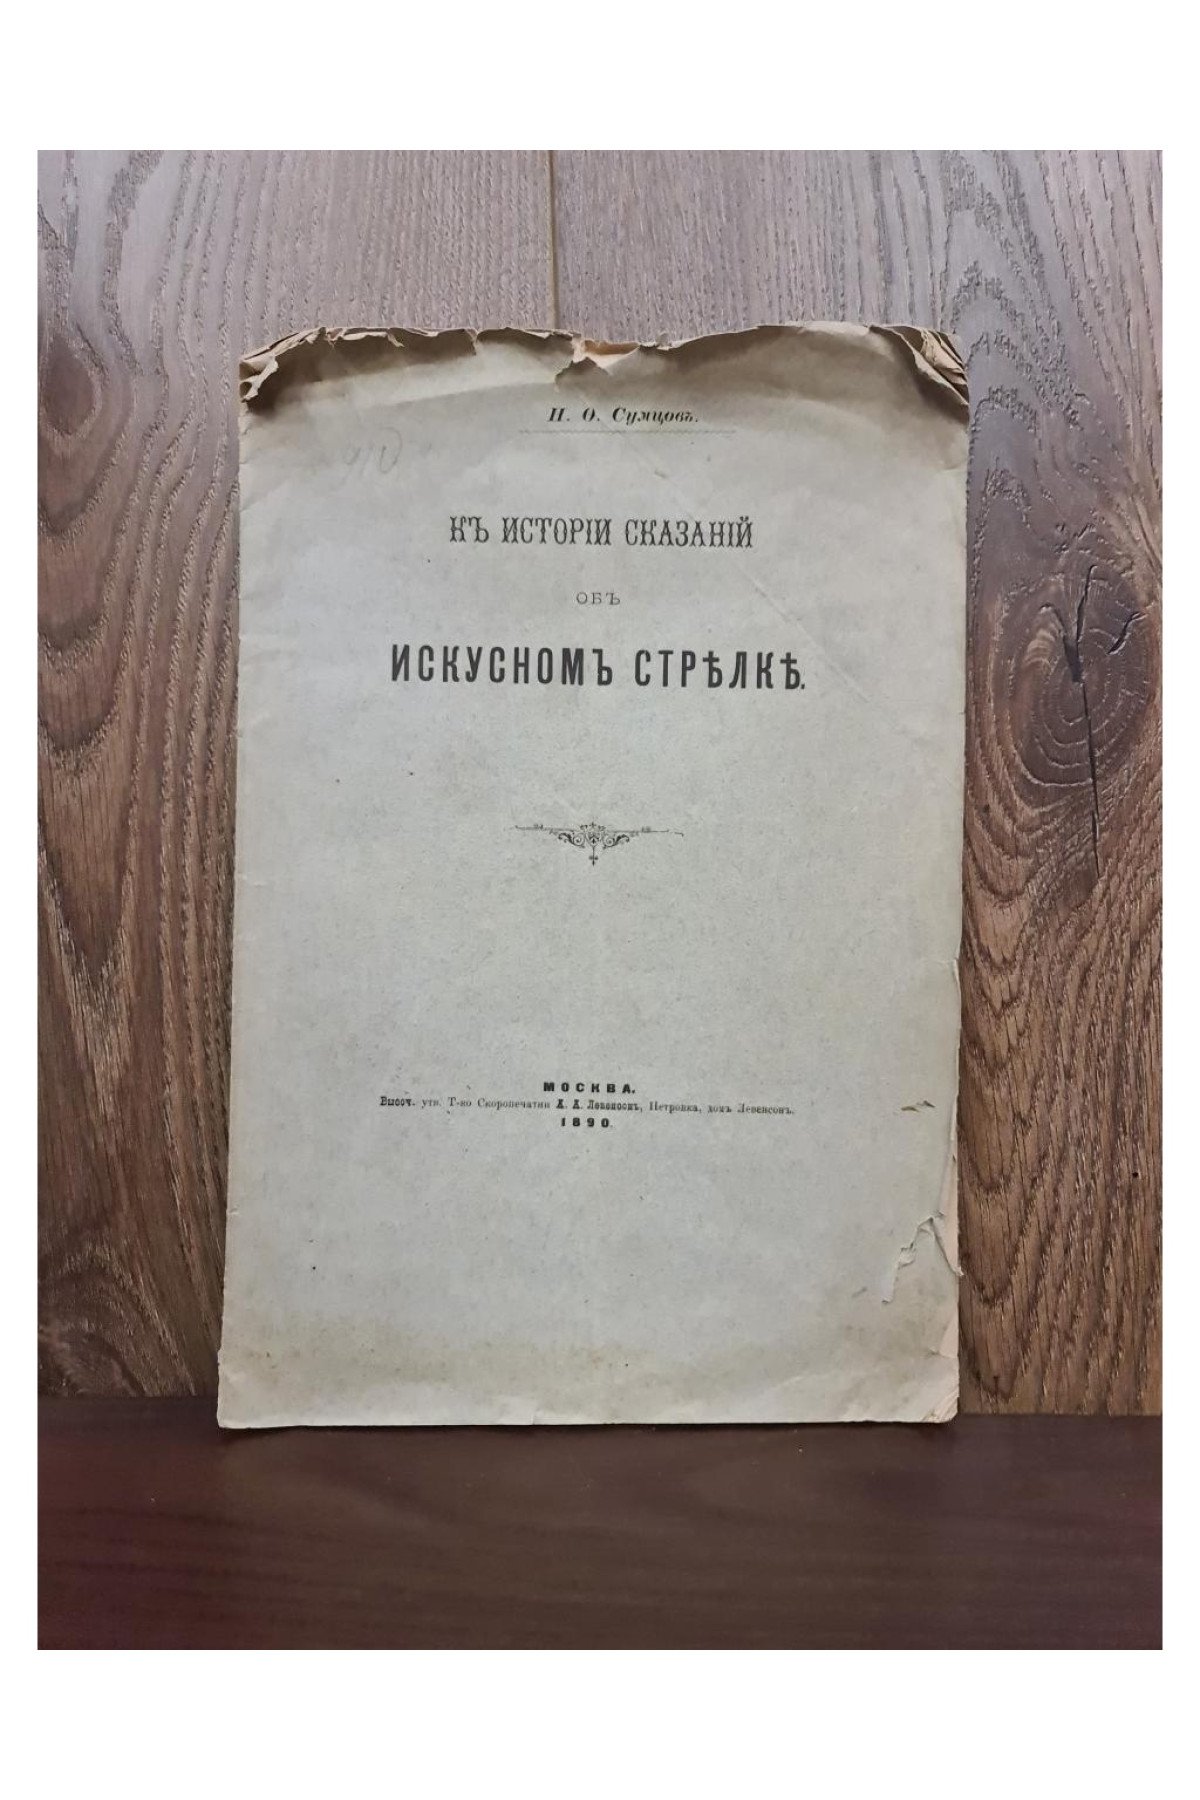 Н. Ѳ. Сумцовъ.
КЪ ИСТОРІИ СКАЗАНІЙ
ОБЪ
ИСКУСНОМЪ СТРѢЛКѢ.
МОСКВА.
Высоч. утв. Т-во Скоропечатни А. А. Левенсонъ, Петровка, домъ Левенсонъ.
1890.